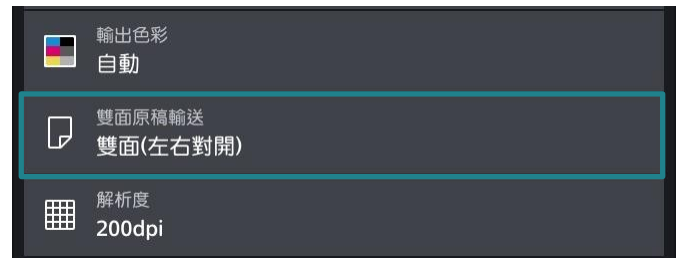 輸出色彩
自動
雙面原稿輸送
雙面(左右對開)
解析度
200dpi